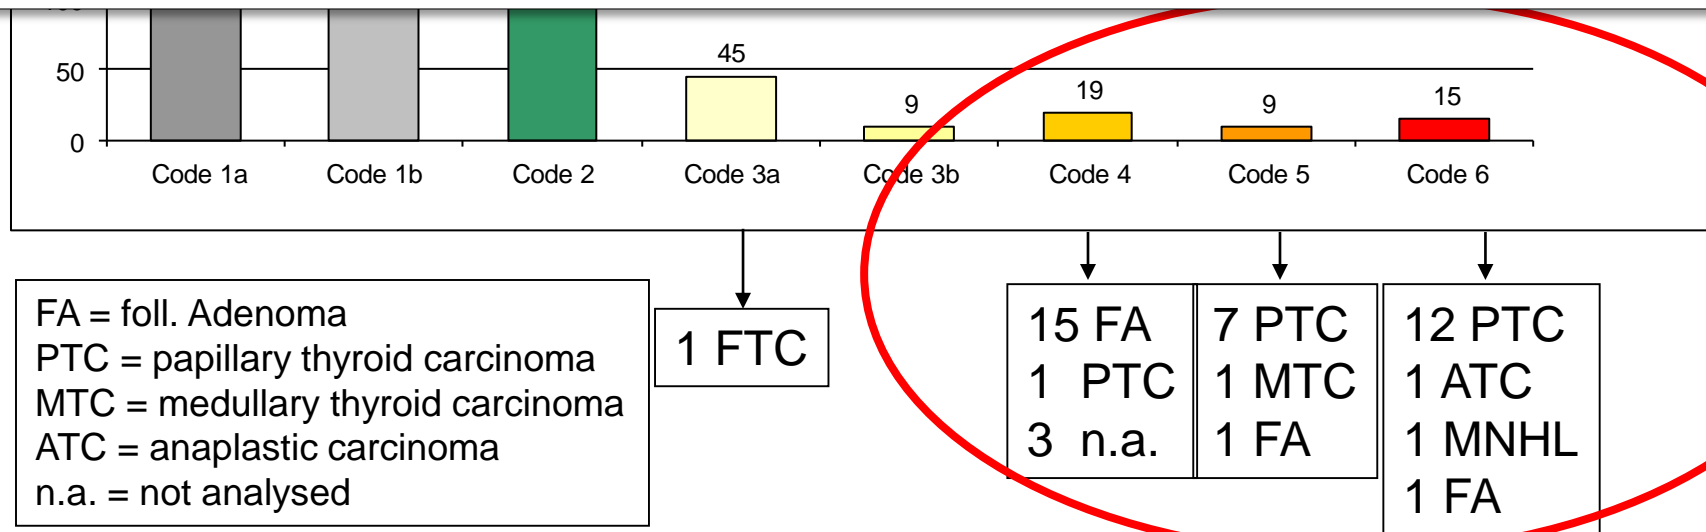 50
45
9
19
9
15
0
Code 1a
Code 1b
Code 2
Code 3a
Code 3b
Code 4
Code 5
Code 6
FA = foll. Adenoma
PTC = papillary thyroid carcinoma
MTC = medullary thyroid carcinoma
ATC = anaplastic carcinoma
n.a. = not analysed
1 FTC
15 FA
1 PTC
3 n.a.
7 PTC
1 MTC
1 FA
12 PTC
1 ATC
1 MNHL
1 FA